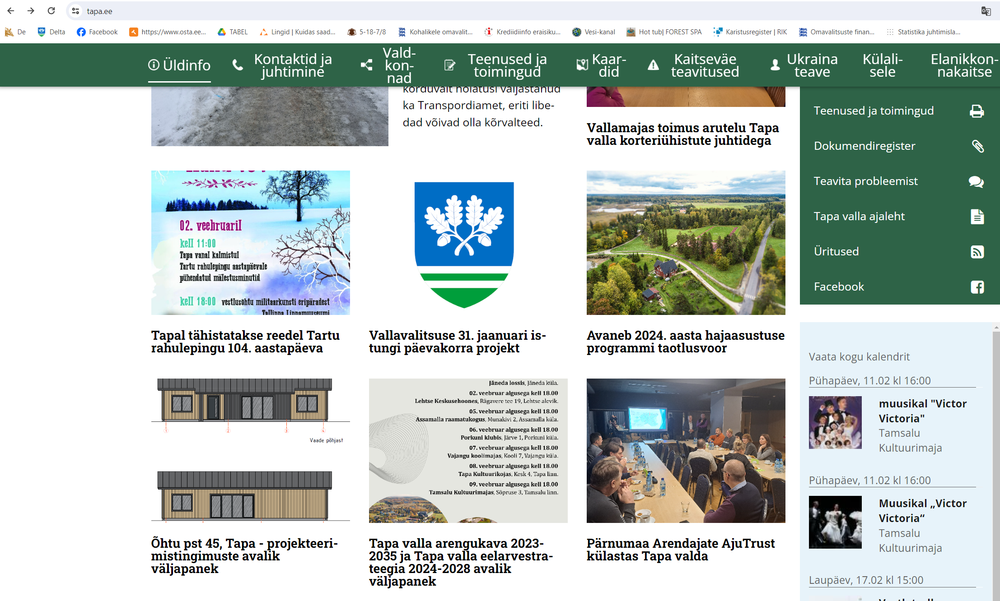 tapa.ee
De
Delta
Facebook
https://www.osta.ee...
TABEL
Lingid | Kuidas saad...
5-18-7/8
Kohalikele omavalit...
Krediidiinfo eraisiku...
Vesi-kanal
Hot tub| FOREST SPA
Karistusregister | RIK
Omavalitsuste finan...
Statistika juhtimisla...
Üldinfo
Kontaktid ja
juhtimine
Vald-
kon-
nad
Teenused ja
toimingud
Kaar-
did
Kaitseväe
teavitused
Ukraina
teave
Külali-
sele
Elanikkon-
nakaitse
korduvalt hoiatusi väljastanud
ka Transpordiamet, eriti libe-
dad võivad olla kõrvalteed.
Vallamajas toimus arutelu Tapa
valla korteriühistute juhtidega
02. veebruaril
kell 11:00
Tapa vanal kalmistul
Tartu rahulepingu aastapäevale
pühendatud mälestusminutid
kell 18:00 vestlusõhtu militaarkunsti eripäradest
Tallinna Linnamuuseumi
Tapal tähistatakse reedel Tartu
rahulepingu 104. aastapäeva
Vallavalitsuse 31. jaanuari is-
tungi päevakorra projekt
Avaneb 2024. aasta hajaasustuse
programmi taotlusvoor
1
2
3
4
Vaade põhjast
Õhtu pst 45, Tapa - projekteeri-
mistingimuste avalik
väljapanek
Jäneda lossis, Jäneda küla.
02. veebruar algusega kell 18.00
Lehtse Keskusehoones, Rägavere tee 19, Lehtse alevik.
05. veebruar algusega kell 18.00
Assamalla raamatukogus, Munakivi 2, Assamalla küla.
06. veebruar algusega kell 18.00
Porkuni klubis, Järve 1, Porkuni küla.
07. veebruar algusega kell 18.00
Vajangu koolimajas, Kooli 7, Vajangu küla.
08. veebruar algusega kell 18.00
Tapa Kultuurikojas, Kesk 4, Tapa linn.
09. veebruar algusega kell 18.00
Tamsalu Kultuurimajas, Sõpruse 3, Tamsalu linn.
Tapa valla arengukava 2023-
2035 ja Tapa valla eelarvestra-
teegia 2024-2028 avalik
väljapanek
Pärnumaa Arendajate AjuTrust
külastas Tapa valda
Teenused ja toimingud
Dokumendiregister
Teavita probleemist
Tapa valla ajaleht
Üritused
Facebook
Vaata kogu kalendrit
Pühapäev, 11.02 kl 16:00
muusikal "Victor
Victoria"
Tamsalu
Kultuurimaja
Pühapäev, 11.02 kl 16:00
Muusikal „Victor
Victoria“
Tamsalu
Kultuurimaja
Laupäev, 17.02 kl 15:00